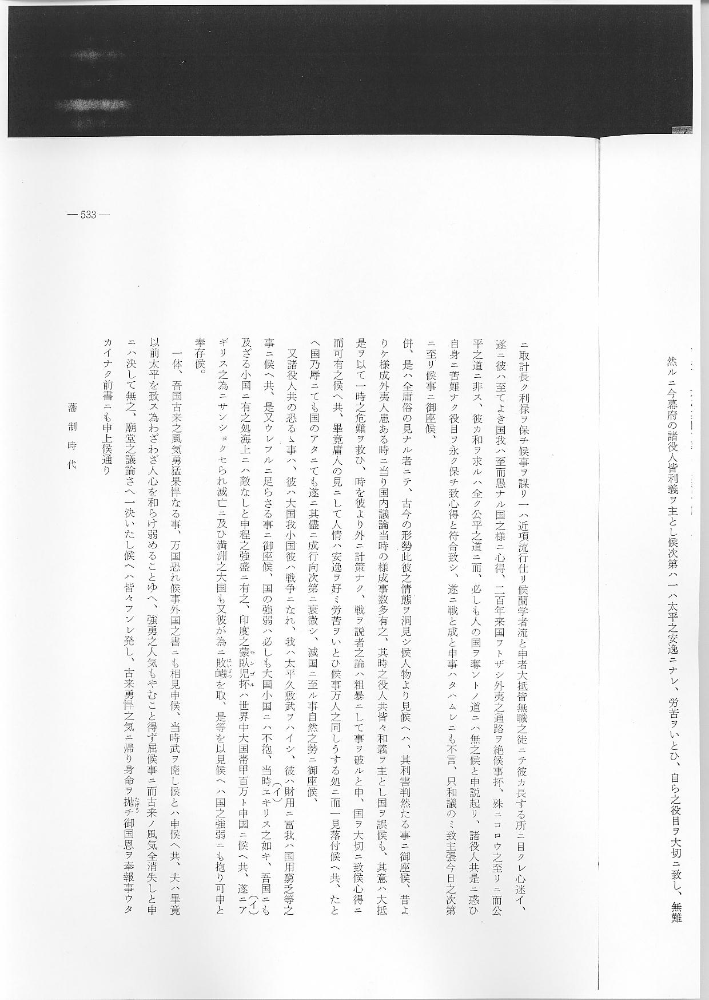 然ルニ今幕府の諸役人皆利義ヲ主とし候次第ハ一ハ太平之安逸ニナレ、労苦ヲいとひ、自ら之役目ヲ大切ニ致し、無難
ニ取計長ク利禄ヲ保チ候事ヲ謀リ一ハ近項流行仕リ候蘭学者流と申者大抵皆無職之徒ニテ彼カ長する所ニ目クレ心迷イ、
遂ニ彼ハ至てよき国我ハ至而愚ナル国之様ニ心得、二百年来国ヲトザシ外夷之通路ヲ絶候事抔、殊ニコロウ之至リニ而公
平之道ニ非ス、彼カ和ヲ求ルハ全ク公平之道ニ而、必しも人の国ヲ奪ントノ道ニハ無之候と申説起リ、諸役人共是ニ惑ひ
自身ニ苦難ナク役目ヲ永ク保チ致心得と符合致シ、遂ニ戦と成と申事ハタハムレニも不言、只和議のミ致主張今日之次第
ニ至リ候事ニ御座候、
併、是ハ全庸俗の見ナル者ニテ、古今の形勢此彼之情態ヲ洞見シ候人物より見候ヘハ、其利害判然たる事ニ御座候、昔よ
りケ様成外夷人患ある時ニ当り国内議論当時の様成事数多有之、其時之役人共皆々和義ヲ主とし国ヲ誤候も、其意ハ大抵
是ヲ以て一時之危難ヲ救ひ、時を彼より外ニ計策ナク、戦ヲ説者之論ハ粗暴ニして事ヲ破ルと申、国ヲ大切ニ致候心得ニ
而可有之候ヘ共、畢竟庸人の見ニして人情ハ安逸ヲ好ミ労苦ヲいとひ候事万人之同しうする処ニ而一見落付候ヘ共、たと
ヘ国乃辱ニても国のアタニても遂ニ其儘ニ成行向次第ニ衰微シ、滅国ニ至ル事自然之勢ニ御座候、
又諸役人共の恐るゝ事ハ、彼ハ大国我小国彼ハ戦争ニなれ、我ハ太平久敷武ヲハイシ、彼ハ財用ニ富我ハ国用窮乏等之
事ニ候ヘ共、是又ウレフルニ足らさる事ニ御座候、国の強弱ハ必しも大国小国ニハ不抱、当時ヱキリス(イ)之如キ、吾国ニも
及ざる小国ニ有之処海上ニハ敵なしと申程之強盛ニ有之、印度之蒙臥児抔(モンゴル)ハ世界中大国帯甲百万ト申国ニ候ヘ共、遂ニア(イ)
ギリス之為ニサンショクセられ滅亡ニ及ひ満洲之大国も又彼が為ニ敗衊(はいぼつ)を取、是等を以見候ヘハ国之強弱ニも抱り可申と
奉存候。
一体、吾国古来之風気勇猛果悍なる事、万国恐れ候事外国之書ニも相見申候、当時武ヲ廃し候とハ申候ヘ共、夫ハ畢竟
以前太平を致ス為わざわざ人心を和らけ弱めることゆへ、強勇之人気もやむこと得ず屈候事ニ而古来ノ風気全消失しと申
ニハ決して無之、廟堂之議論さへ一決いたし候ヘハ皆々フンレ発し、古来勇悍之気ニ帰り身命ヲ抛チ(なげう)御国恩ヲ奉報事ウタ
カイナク前書ニも申上候通り
藩制時代
— 533 —